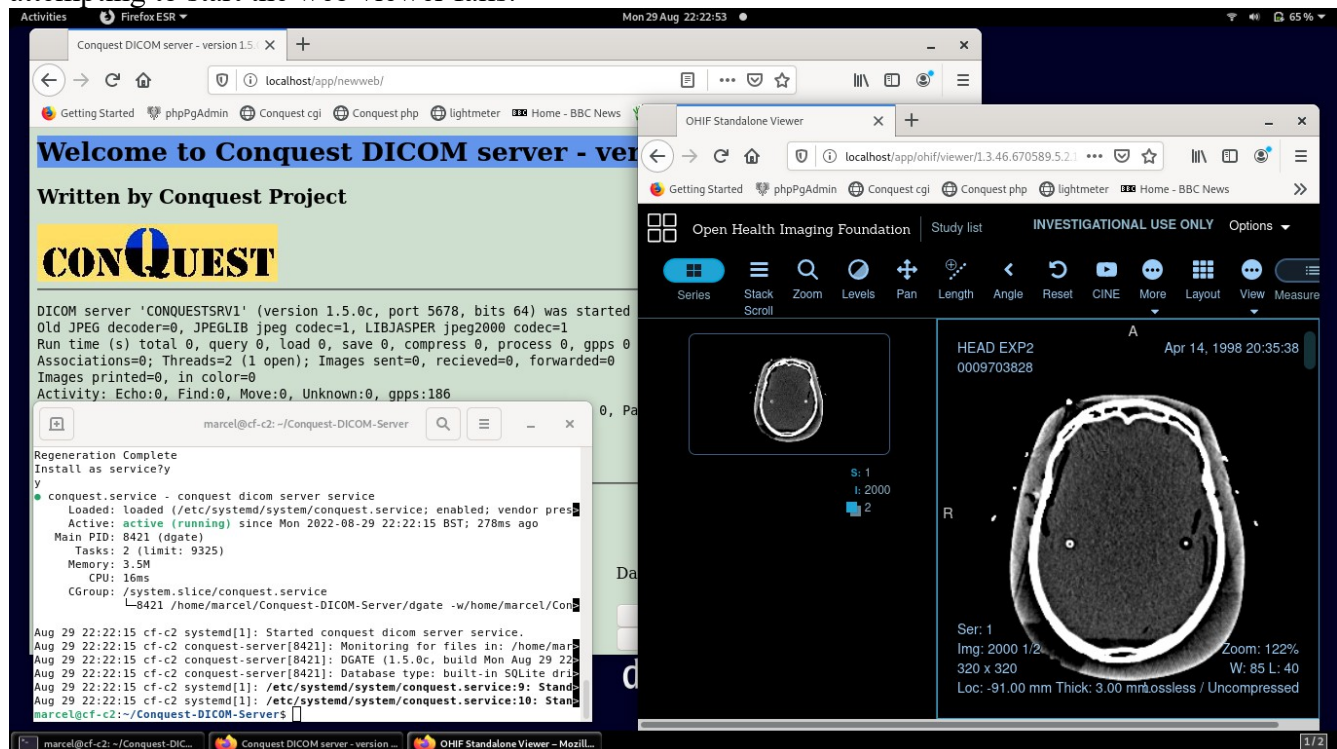 attempting to start the web viewer fails.
Activities Firefox ESR Mon 29 Aug 22:22:53 65 %
Conquest DICOM server - version 1.5.
localhost/app/newweb/
Getting Started phpPgAdmin Conquest cgi Conquest php lightmeter Home - BBC News
Welcome to Conquest DICOM server - ver
Written by Conquest Project
CONQUEST
DICOM server 'CONQUESTSRV1' (version 1.5.0c, port 5678, bits 64) was started
Old JPEG decoder=0, JPEGLIB jpeg codec=1, LIBJASPER jpeg2000 codec=1
Run time (s) total 0, query 0, load 0, save 0, compress 0, process 0, gpps 0
Associations=0; Threads=2 (1 open); Images sent=0, recieved=0, forwarded=0
Images printed=0, in color=0
Activity: Echo:0, Find:0, Move:0, Unknown:0, gpps:186
0, Pa
Da
d
marcel@cf-c2: ~/Conquest-DICOM-Server
Regeneration Complete
Install as service?y
y
● conquest.service - conquest dicom server service
Loaded: loaded (/etc/systemd/system/conquest.service; enabled; vendor pres>
Active: active (running) since Mon 2022-08-29 22:22:15 BST; 278ms ago
Main PID: 8421 (dgate)
Tasks: 2 (limit: 9325)
Memory: 3.5M
CPU: 16ms
CGroup: /system.slice/conquest.service
└─8421 /home/marcel/Conquest-DICOM-Server/dgate -w/home/marcel/Con>
Aug 29 22:22:15 cf-c2 systemd[1]: Started conquest dicom server service.
Aug 29 22:22:15 cf-c2 conquest-server[8421]: Monitoring for files in: /home/mar>
Aug 29 22:22:15 cf-c2 conquest-server[8421]: DGATE (1.5.0c, build Mon Aug 29 22>
Aug 29 22:22:15 cf-c2 conquest-server[8421]: Database type: built-in SQLite dri>
Aug 29 22:22:15 cf-c2 systemd[1]: /etc/systemd/system/conquest.service:9: Stand>
Aug 29 22:22:15 cf-c2 systemd[1]: /etc/systemd/system/conquest.service:10: Stan>
marcel@cf-c2:~/Conquest-DICOM-Server$
OHIF Standalone Viewer
localhost/app/ohif/viewer/1.3.46.670589.5.2.1
Getting Started phpPgAdmin Conquest cgi Conquest php lightmeter BBC Home - BBC News
Open Health Imaging Foundation Study list INVESTIGATIONAL USE ONLY Options
Series Stack Scroll Zoom Levels Pan Length Angle Reset CINE More Layout View Measure
S: 1
I: 2000
2
A
HEAD EXP2 Apr 14, 1998 20:35:38
0009703828
R
Ser: 1
Img: 2000 1/2 Zoom: 122%
320 x 320 W: 85 L: 40
Loc: -91.00 mm Thick: 3.00 mm Lossless / Uncompressed
marcel@cf-c2: ~/Conquest-DIC... Conquest DICOM server - version ... OHIF Standalone Viewer – Mozill... 1/2